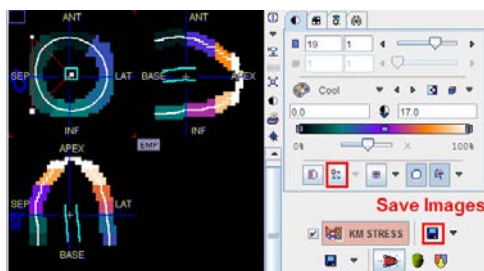 ANT
ANT
SEP
LAT
BASE
APEX
INF
INF
EMP
APEX
SEP
LAT
BASE
19
1
1
1
Cool
0.0
17.0
0%
100%
Save Images
KM STRESS